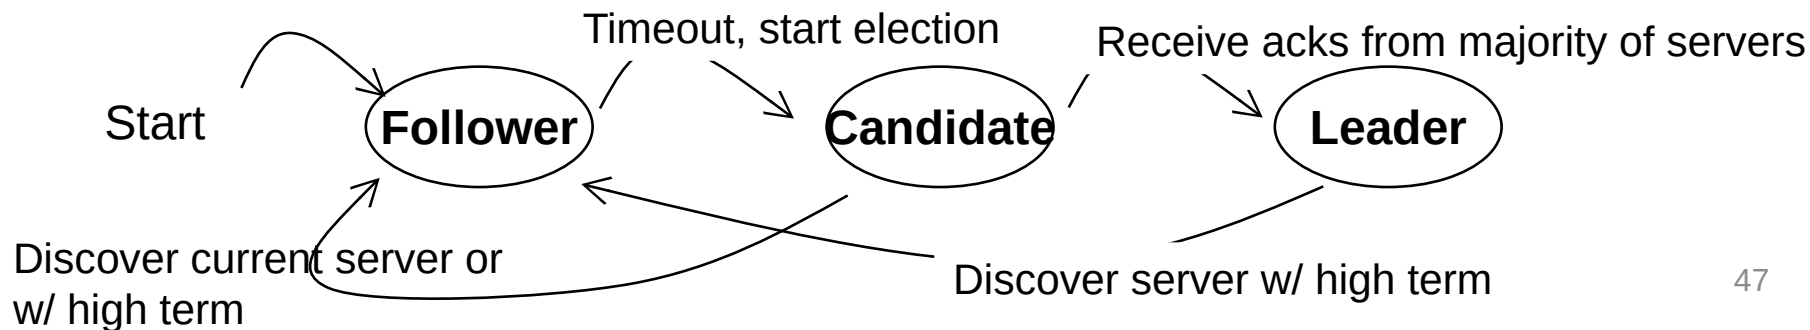 Timeout, start election
Receive acks from majority of servers
Start
Follower
Candidate
Leader
Discover current server or
w/ high term
Discover server w/ high term
47